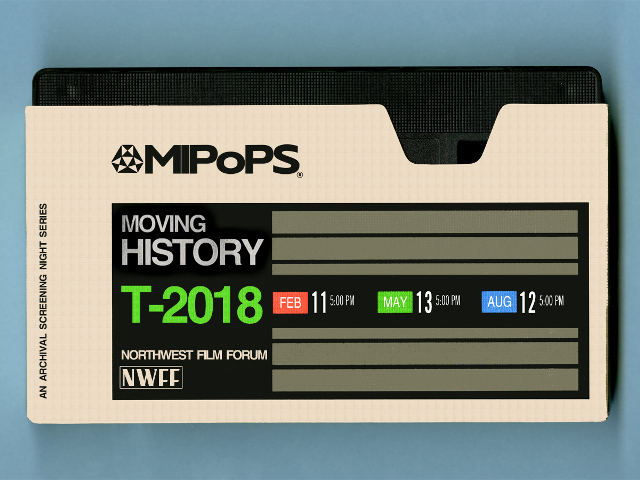 MIPoPS®
MOVING
HISTORY
T-2018
FEB 11 5:00 PM MAY 13 5:00 PM AUG 12 5:00 PM
NORTHWEST FILM FORUM
NWFF
AN ARCHIVAL SCREENING NIGHT SERIES